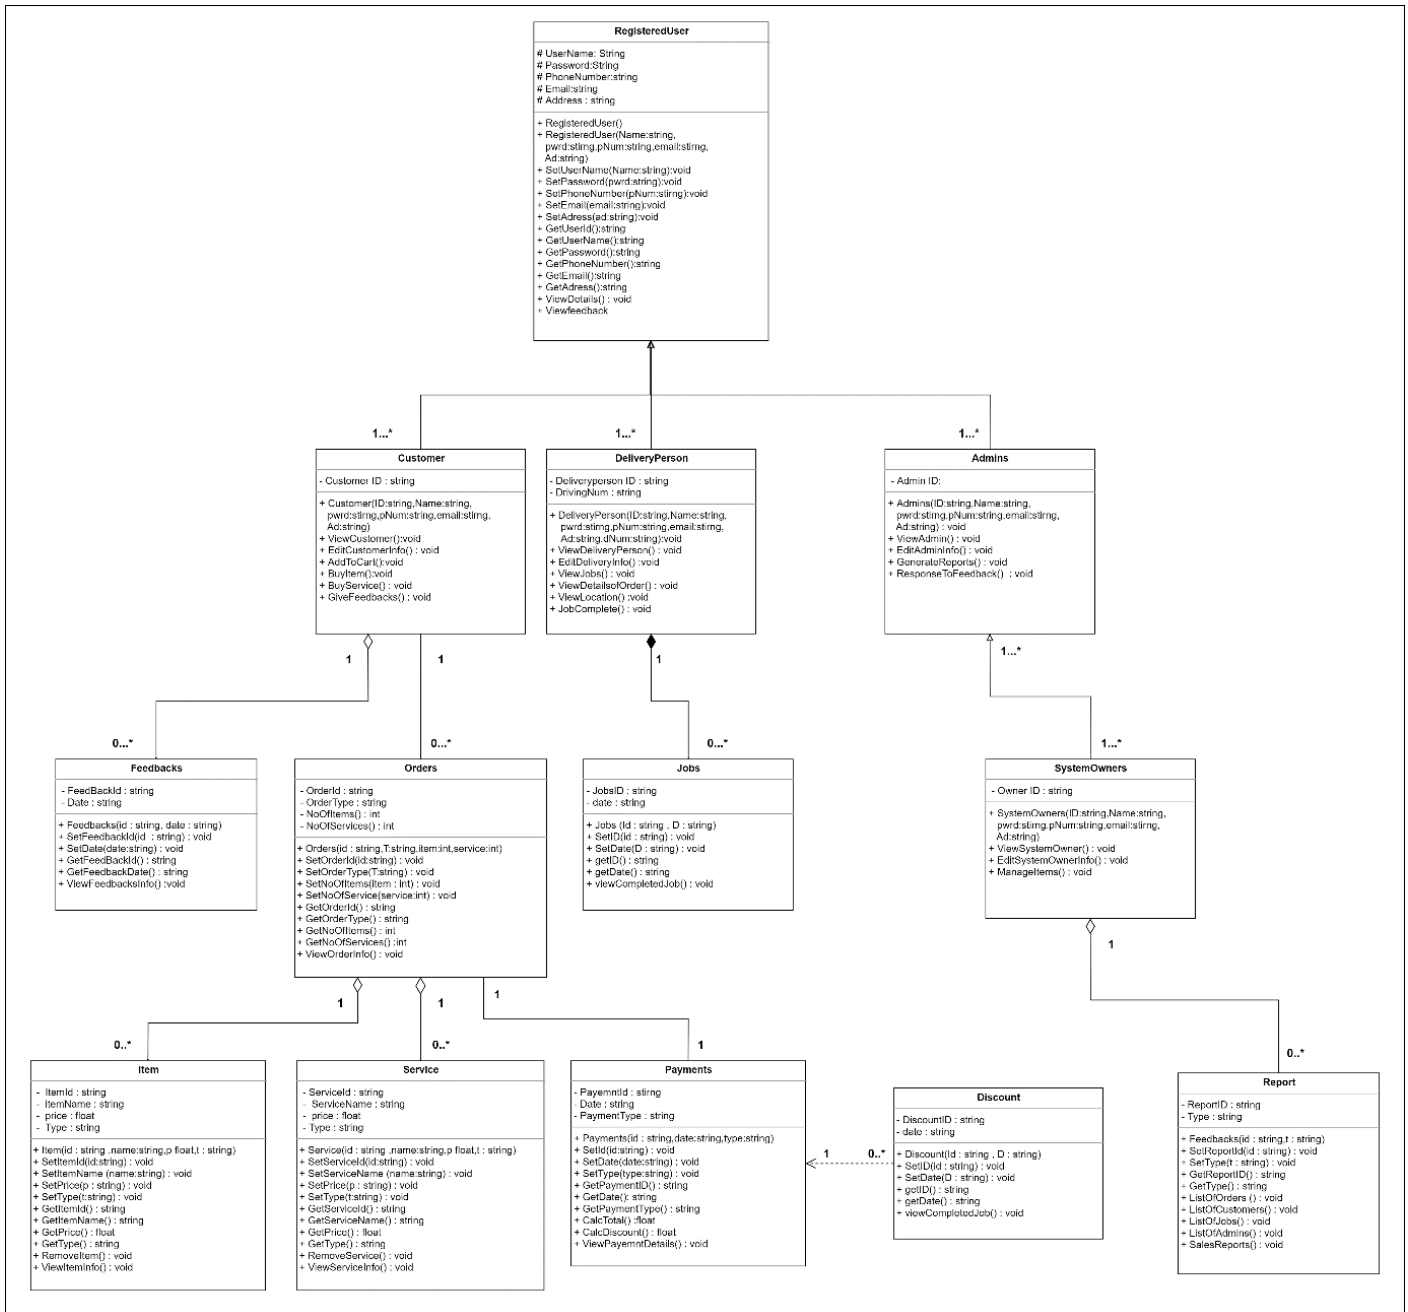 RegisteredUser
# UserName: String
# Password:String
# PhoneNumber:string
# Email:string
# Address : string
+ RegisteredUser()
+ RegisteredUser(Name:string,
pwrd:stirng,pNum:string,email:stirng,
Ad:string)
+ SetUserName(Name:string):void
+ SetPassword(pwrd:string):void
+ SetPhoneNumber(pNum:stirng):void
+ SetEmail(email:string):void
+ SetAdress(ad:string):void
+ GetUserId():string
+ GetUserName():string
+ GetPassword():string
+ GetPhoneNumber():string
+ GetEmail():string
+ GetAdress():string
+ ViewDetails() : void
+ Viewfeedback
1...*
1...*
1...*
Customer
- Customer ID : string
+ Customer(ID:string,Name:string,
pwrd:stirng,pNum:string,email:stirng,
Ad:string)
+ ViewCustomer():void
+ EditCustomerInfo() : void
+ AddToCart():void
+ BuyItem():void
+ BuyService() : void
+ GiveFeedbacks() : void
DeliveryPerson
- Deliveryperson ID : string
- DrivingNum : string
+ DeliveryPerson(ID:string,Name:string,
pwrd:stirng,pNum:string,email:stirng,
Ad:string,dNum:string):void
+ ViewDeliveryPerson() : void
+ EditDeliveryInfo() : void
+ ViewJobs() : void
+ ViewDetailsofOrder() : void
+ ViewLocation() : void
+ JobComplete() : void
Admins
- Admin ID:
+ Admins(ID:string,Name:string,
pwrd:stirng,pNum:string,email:stirng,
Ad:string) : void
+ ViewAdmin() : void
+ EditAdminInfo() : void
+ GenerateReports() : void
+ ResponseToFeedback() : void
1
1
1
1...*
0...*
0...*
0...*
1...*
Feedbacks
- FeedBackId : string
- Date : string
+ Feedbacks(id : string, date : string)
+ SetFeedbackId(id : string) : void
+ SetDate(date:string) : void
+ GetFeedBackId() : string
+ GetFeedbackDate() : string
+ ViewFeedbacksInfo() :void
Orders
- OrderId : string
- OrderType : string
- NoOfItems() : int
- NoOfServices() : int
+ Orders(id : string,T:string,item:int,service:int)
+ SetOrderId(id:string) : void
+ SetOrderType(T:string) : void
+ SetNoOfItems(item : int) : void
+ SetNoOfService(service:int) : void
+ GetOrderId() : string
+ GetOrderType() : string
+ GetNoOfItems() : int
+ GetNoOfServices() :int
+ ViewOrderInfo() : void
Jobs
- JobsID : string
- date : string
+ Jobs (Id : string , D : string)
+ SetID(id : string) : void
+ SetDate(D : string) : void
+ getID() : string
+ getDate() : string
+ viewCompletedJob() : void
SystemOwners
- Owner ID : string
+ SystemOwners(ID:string,Name:string,
pwrd:stirng,pNum:string,email:stirng,
Ad:string)
+ ViewSystemOwner() : void
+ EditSystemOwnerInfo() : void
+ ManageItems() : void
1
1
1
1
0..*
0..*
1
0..*
Item
- ItemId : string
- ItemName : string
- price : float
- Type : string
+ Item(id : string ,name:string,p float,t : string)
+ SetItemId(id:string) : void
+ SetItemName (name:string) : void
+ SetPrice(p : string) : void
+ SetType(t:string) : void
+ GetItemId() : string
+ GetItemName() : string
+ GetPrice() : float
+ GetType() : string
+ RemoveItem() : void
+ ViewItemInfo() : void
Service
- ServiceId : string
- ServiceName : string
- price : float
- Type : string
+ Service(id : string ,name:string,p float,t : string)
+ SetServiceId(id:string) : void
+ SetServiceName (name:string) : void
+ SetPrice(p : string) : void
+ SetType(t:string) : void
+ GetServiceId() : string
+ GetServiceName() : string
+ GetPrice() : float
+ GetType() : string
+ RemoveService() : void
+ ViewServiceInfo() : void
Payments
- PayemntId : stirng
- Date : string
- PaymentType : string
+ Payments(id : string,date:string,type:string)
+ SetId(id:string) : void
+ SetDate(date:string) : void
+ SetType(type:string) : void
+ GetPaymentID() : string
+ GetDate(): string
+ GetPaymentType() : string
+ CalcTotal() :float
+ CalcDiscount() : float
+ ViewPayemntDetails() : void
1
0..*
Discount
- DiscountID : string
- date : string
+ Discount(Id : string , D : string)
+ SetID(id : string) : void
+ SetDate(D : string) : void
+ getID() : string
+ getDate() : string
+ viewCompletedJob() : void
Report
- ReportID : string
- Type : string
+ Feedbacks(id : string,t : string)
+ SetReportId(id : string) : void
+ SetType(t : string) : void
+ GetReportID() : string
+ GetType() : string
+ ListOfOrders () : void
+ ListOfCustomers() : void
+ ListOfJobs() : void
+ ListOfAdmins() : void
+ SalesReports() : void